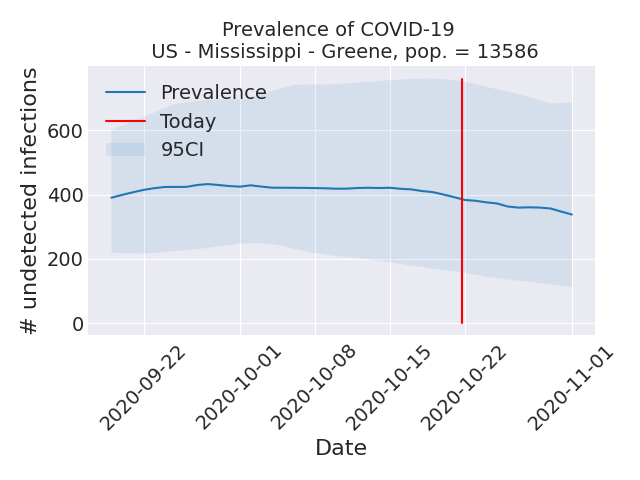 Prevalence of COVID-19
US - Mississippi - Greene, pop. = 13586
# undetected infections
600
400
200
0
Prevalence
Today
95CI
2020-09-22
2020-10-01
2020-10-08
2020-10-15
2020-10-22
2020-11-01
Date